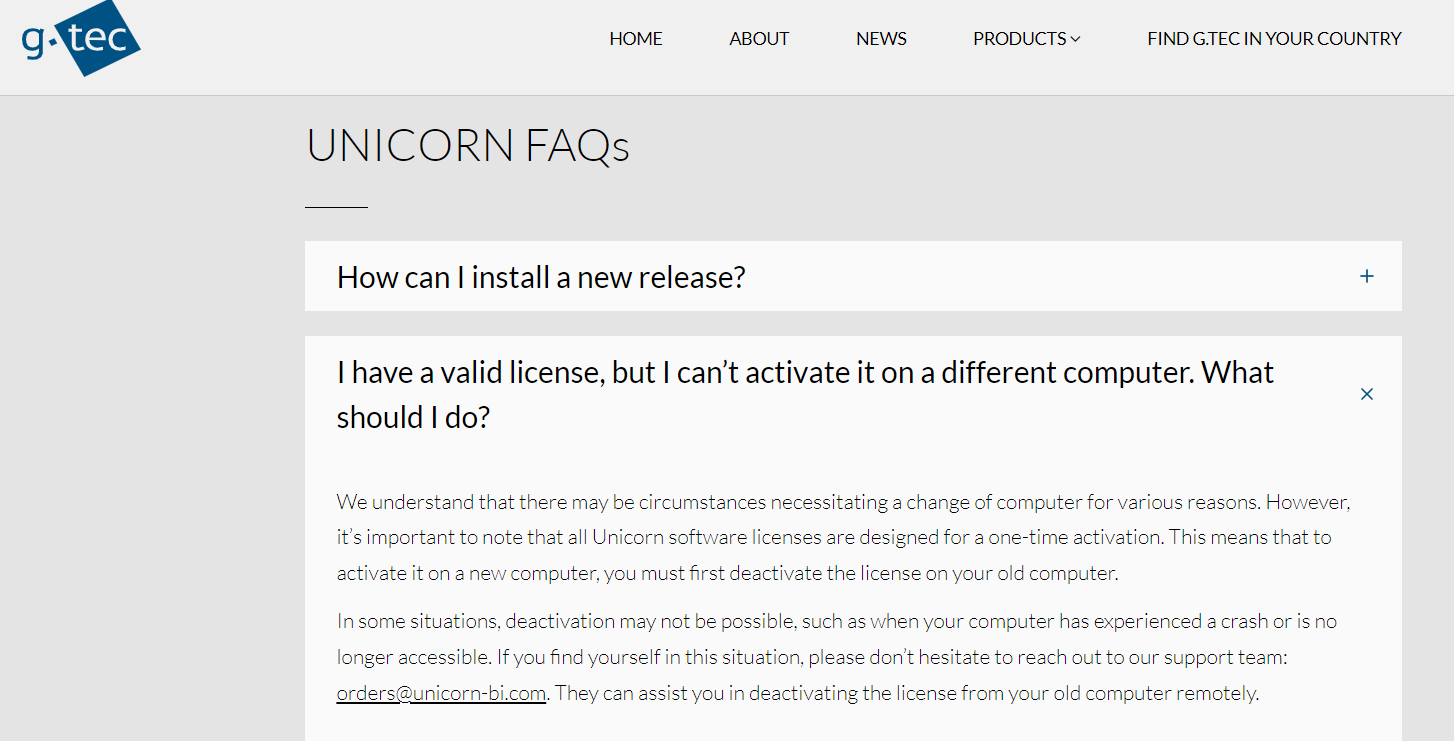 g.tec
HOME ABOUT NEWS PRODUCTS FIND G.TEC IN YOUR COUNTRY
UNICORN FAQs
How can I install a new release?
I have a valid license, but I can’t activate it on a different computer. What
should I do?
We understand that there may be circumstances necessitating a change of computer for various reasons. However,
it’s important to note that all Unicorn software licenses are designed for a one-time activation. This means that to
activate it on a new computer, you must first deactivate the license on your old computer.
In some situations, deactivation may not be possible, such as when your computer has experienced a crash or is no
longer accessible. If you find yourself in this situation, please don’t hesitate to reach out to our support team:
orders@unicorn-bi.com. They can assist you in deactivating the license from your old computer remotely.